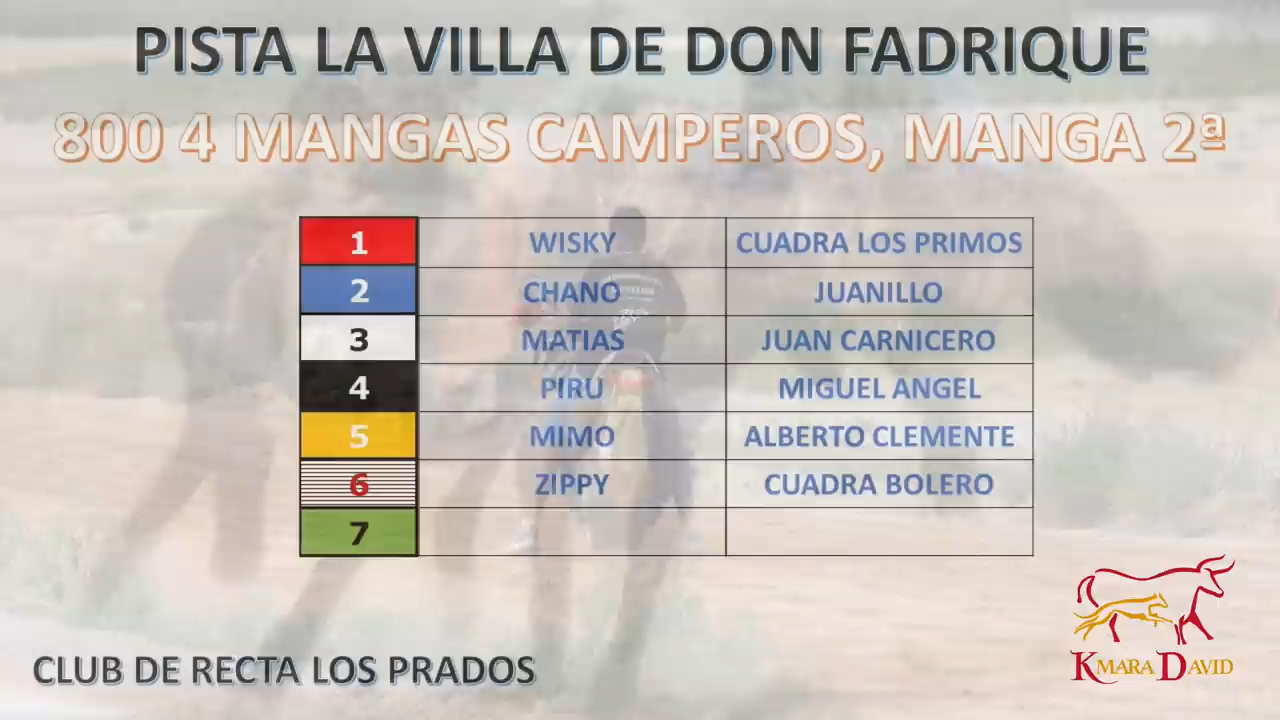 PISTA LA VILLA DE DON FADRIQUE
800 4 MANGAS CAMPEROS, MANGA 2ª
1 WISKY CUADRA LOS PRIMOS
2 CHANO JUANILLO
3 MATIAS JUAN CARNICERO
4 PIRU MIGUEL ANGEL
5 MIMO ALBERTO CLEMENTE
6 ZIPPY CUADRA BOLERO
7
CLUB DE RECTA LOS PRADOS
KMARA DAVID